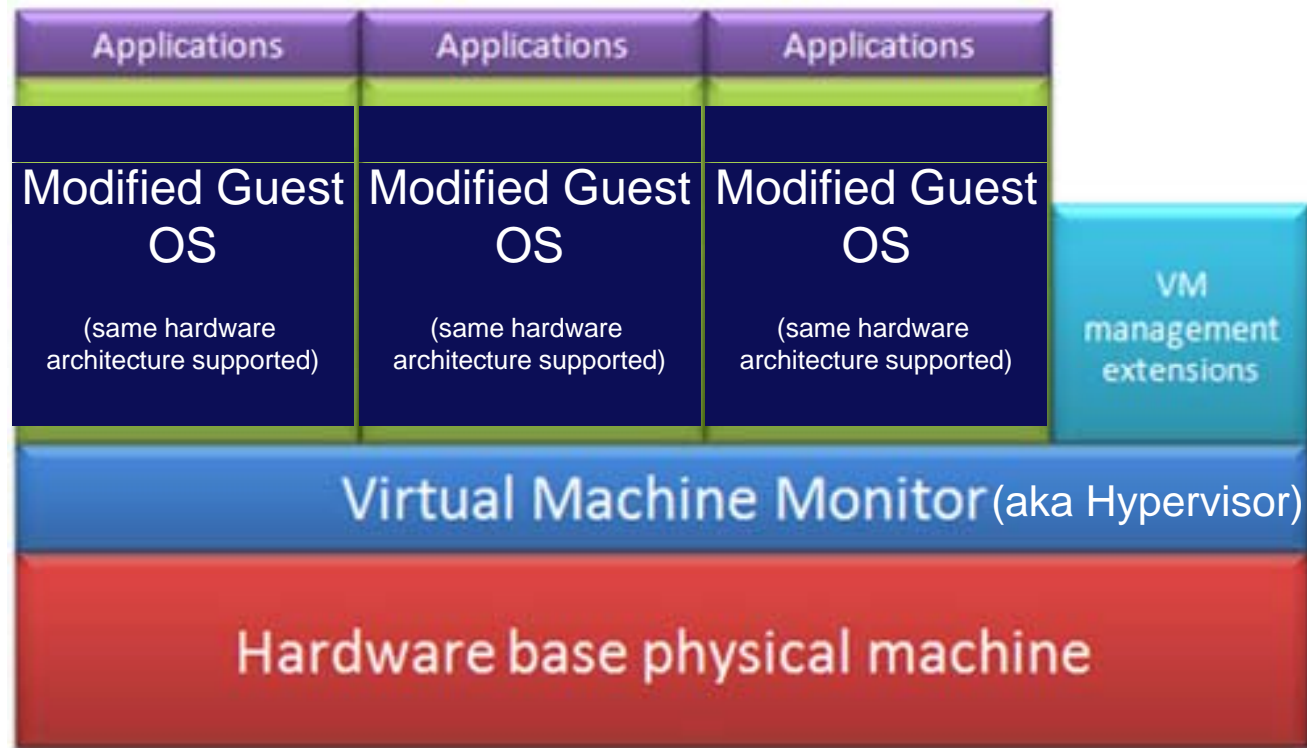 Applications
Applications
Applications
Modified Guest
OS
(same hardware
architecture supported)
Modified Guest
OS
(same hardware
architecture supported)
Modified Guest
OS
(same hardware
architecture supported)
VM
management
extensions
Virtual Machine Monitor (aka Hypervisor)
Hardware base physical machine